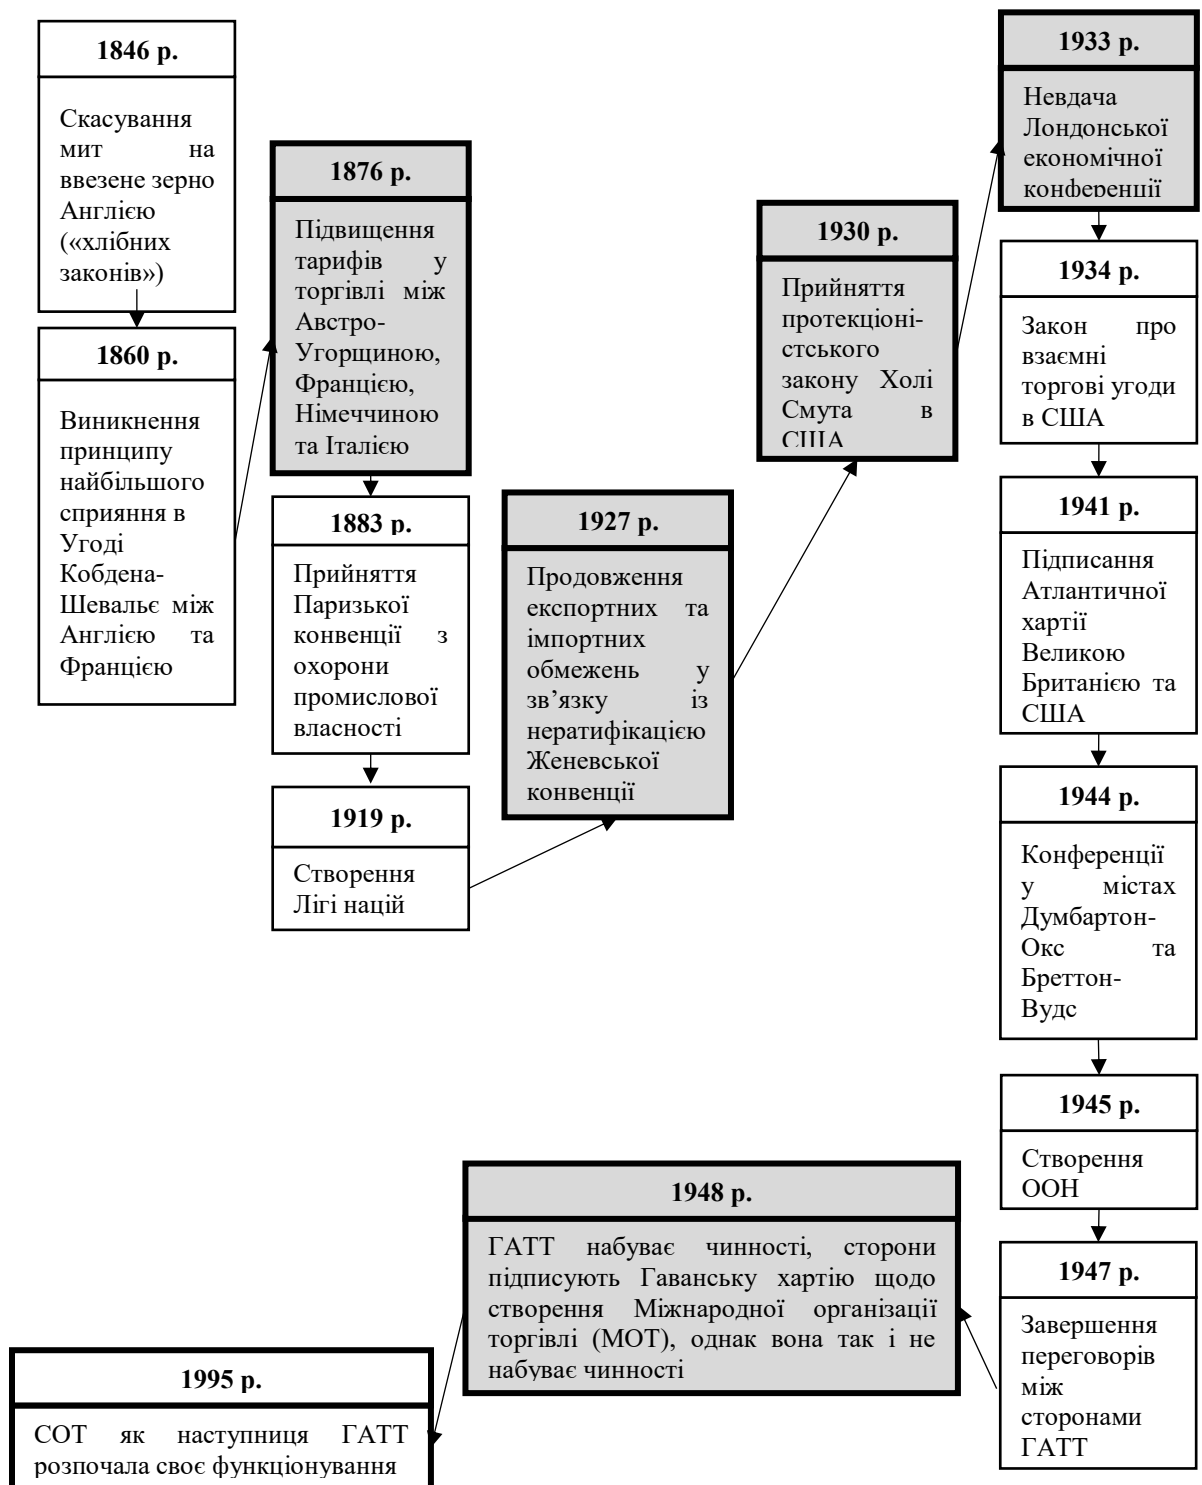 1846 р.
Скасування
мит на
ввезене зерно
Англією
(«хлібних
законів»)
1860 р.
Виникнення
принципу
найбільшого
сприяння в
Угоді
Кобдена-
Шевальє між
Англією та
Францією
1876 р.
Підвищення
тарифів у
торгівлі між
Австро-
Угорщиною,
Францією,
Німеччиною
та Італією
1883 р.
Прийняття
Паризької
конвенції з
охорони
промислової
власності
1919 р.
Створення
Лігі націй
1927 р.
Продовження
експортних та
імпортних
обмежень у
зв’язку із
нератифікацією
Женевської
конвенції
1930 р.
Прийняття
протекціоні-
стського
закону Холі
Смута в
США
1933 р.
Невдача
Лондонської
економічної
конференції
1934 р.
Закон про
взаємні
торгові угоди
в США
1941 р.
Підписання
Атлантичної
хартії
Великою
Британією та
США
1944 р.
Конференції
у містах
Думбартон-
Окс та
Бреттон-
Вудс
1945 р.
Створення
ООН
1947 р.
Завершення
переговорів
між
сторонами
ГАТТ
1948 р.
ГАТТ набуває чинності, сторони
підписують Гаванську хартію щодо
створення Міжнародної організації
торгівлі (МОТ), однак вона так і не
набуває чинності
1995 р.
СОТ як наступниця ГАТТ
розпочала своє функціонування